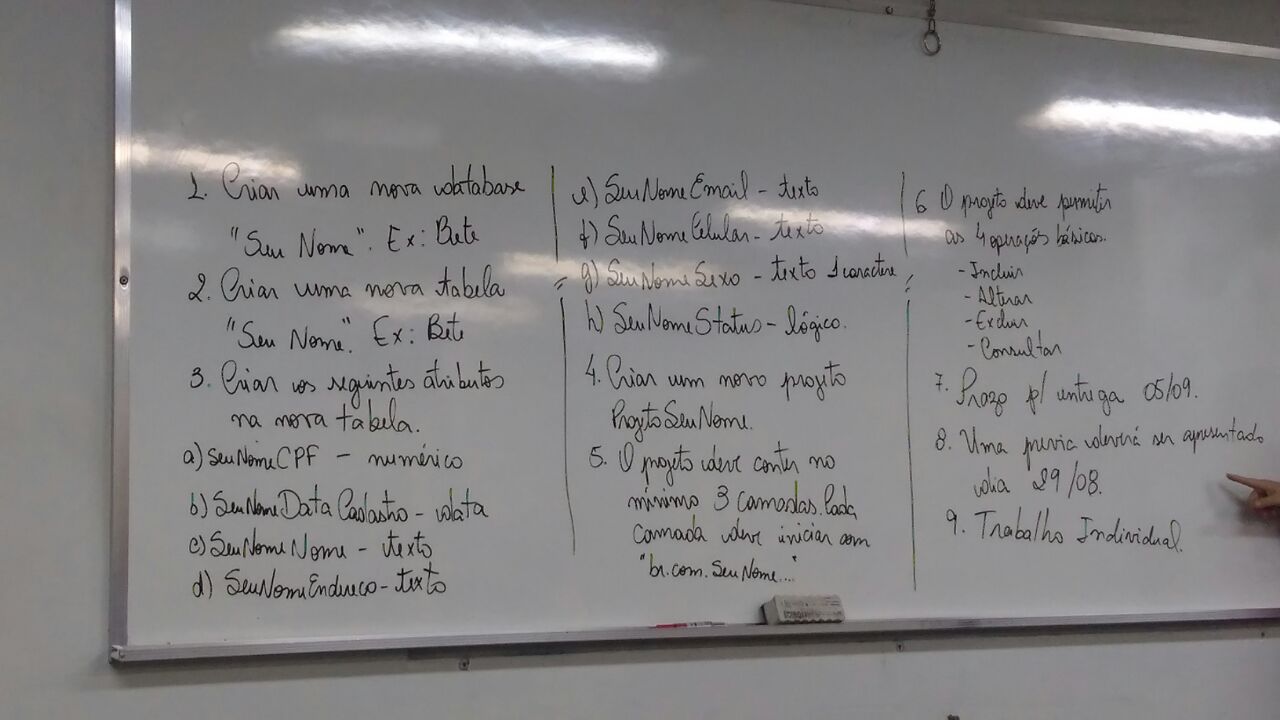 1. Criar uma nova database
"Seu Nome". Ex: Bete
2. Criar uma nova tabela
"Seu Nome". Ex: Bete
3. Criar os seguintes atributos
na nova tabela.
a) SeuNomeCPF – numérico
b) SeuNomeDataCadastro – data
c) SeuNomeNome – texto
d) SeuNomeEndereco – texto
e) SeuNomeEmail – texto
f) SeuNomeCelular – texto
g) SeuNomeSexo – texto 1 caractere
h) SeuNomeStatus – lógico.
4. Criar um novo projeto
ProjetoSeuNome.
5. O projeto deve conter no
mínimo 3 camadas. Cada
camada deve iniciar com
"br.com.SeuNome...."
6 O projeto deve permitir
as 4 operações básicas.
- Incluir
- Alterar
- Excluir
- Consultar
7. Prazo p/ entrega 05/09.
8. Uma previa deverá ser apresentado
dia 29/08.
9. Trabalho Individual.